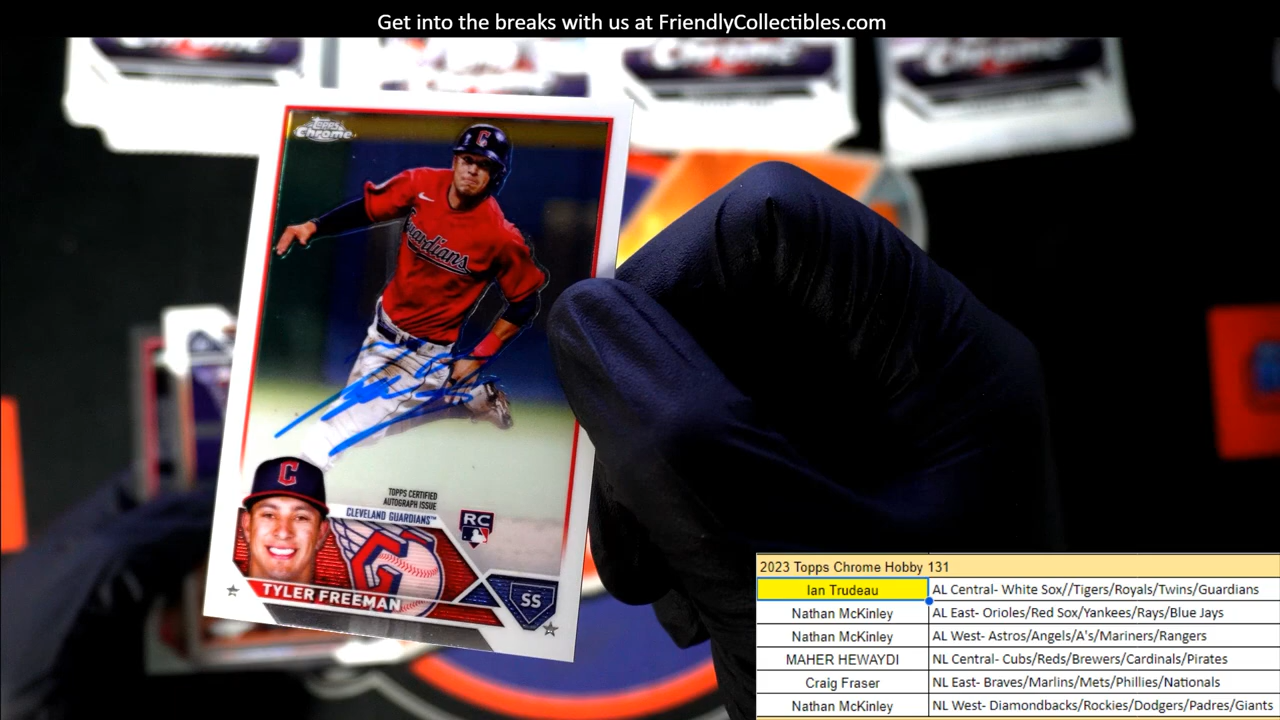 Get into the breaks with us at FriendlyCollectibles.com
Chrome
Topps
Chrome
C
Guardians
TOPPS CERTIFIED
AUTOGRAPH ISSUE
CLEVELAND GUARDIANS™
RC
C
TYLER FREEMAN
SS
2023 Topps Chrome Hobby 131
Ian Trudeau AL Central- White Sox//Tigers/Royals/Twins/Guardians
Nathan McKinley AL East- Orioles/Red Sox/Yankees/Rays/Blue Jays
Nathan McKinley AL West- Astros/Angels/A's/Mariners/Rangers
MAHER HEWAYDI NL Central- Cubs/Reds/Brewers/Cardinals/Pirates
Craig Fraser NL East- Braves/Marlins/Mets/Phillies/Nationals
Nathan McKinley NL West- Diamondbacks/Rockies/Dodgers/Padres/Giants